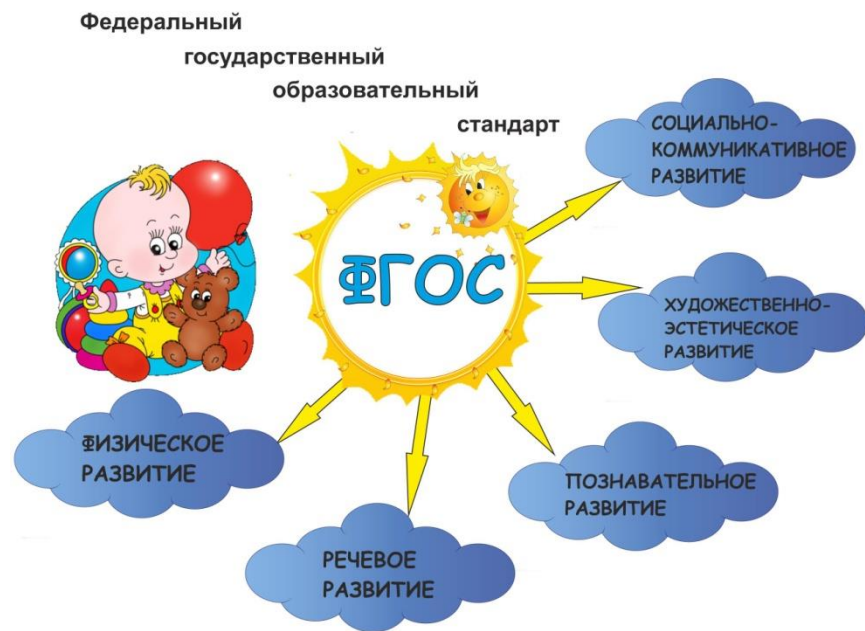 Федеральный
государственный
образовательный
стандарт
ФГОС
СОЦИАЛЬНО-
КОММУНИКАТИВНОЕ
РАЗВИТИЕ
ХУДОЖЕСТВЕННО-
ЭСТЕТИЧЕСКОЕ
РАЗВИТИЕ
ПОЗНАВАТЕЛЬНОЕ
РАЗВИТИЕ
РЕЧЕВОЕ
РАЗВИТИЕ
ФИЗИЧЕСКОЕ
РАЗВИТИЕ